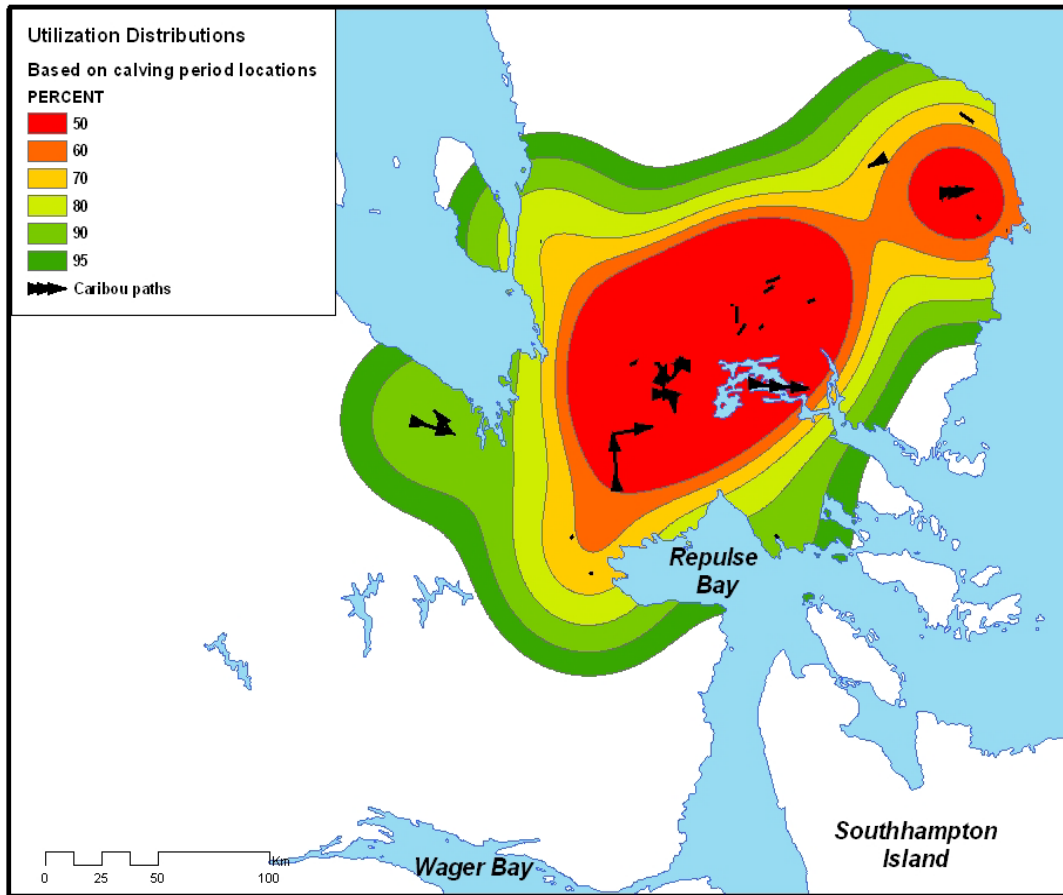 Utilization Distributions
Based on calving period locations
PERCENT
50
60
70
80
90
95
Caribou paths
Repulse
Bay
Southhampton
Island
Wager Bay
Km
0 25 50 100